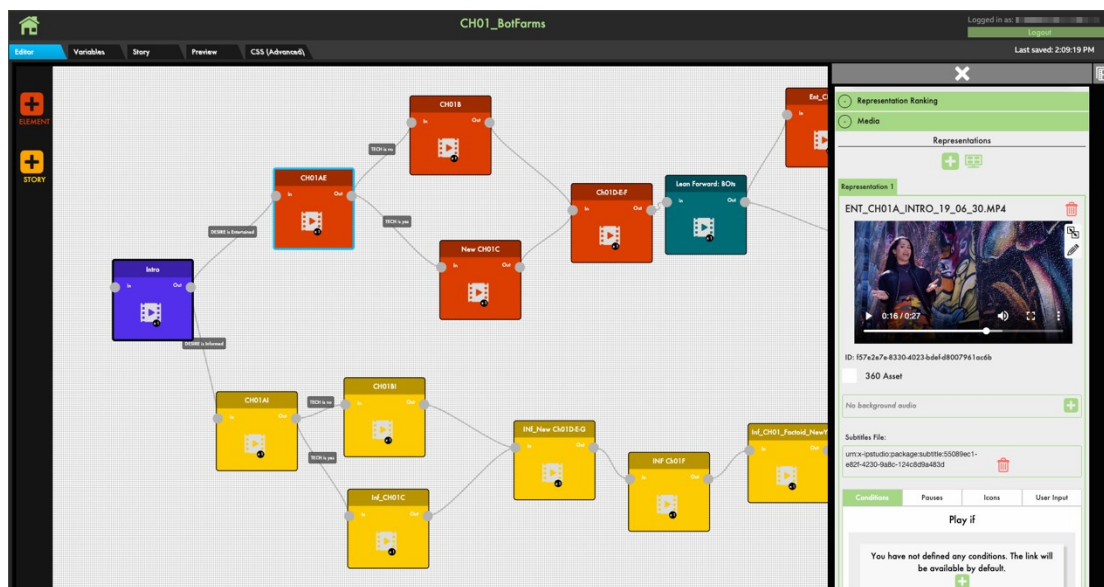 CH01_BotFarms
Logged in as:
Logout
Editor
Variables
Story
Preview
CSS (Advanced)
Last saved: 2:09:19 PM
ELEMENT
STORY
Intro
In
Out
DESIRE is Entertained
DESIRE is Informed
CH01AE
In
Out
TECH is no
TECH is yes
CH01B
In
Out
New CH01C
In
Out
Ch01D-E-F
In
Out
Lean Forward: BOts
In
Out
In
CH01AI
In
Out
TECH is no
TECH is yes
CH01BI
In
Out
Inf_CH01C
In
Out
INf_New Ch01D-E-G
In
Out
INF Ch01F
In
Out
Inf_CH01_Factoid_NewY
In
Out
Representation Ranking
Media
Representations
Representation 1
ENT_CH01A_INTRO_19_06_30.MP4
0:16 / 0:27
360 Asset
No background audio
Subtitles File:
urn:x-ipstudio:package:subtitle:55089ec1-
e82f-4230-9a8c-124c8d9a483d
Conditions
Pauses
Icons
User Input
Play if
You have not defined any conditions. The link will
be available by default.